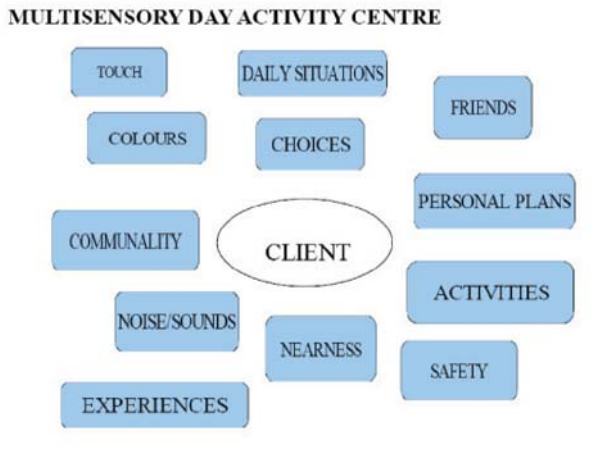 MULTISENSORY DAY ACTIVITY CENTRE
TOUCH
DAILY SITUATIONS
FRIENDS
COLOURS
CHOICES
PERSONAL PLANS
COMMUNALITY
CLIENT
ACTIVITIES
NOISE/SOUNDS
NEARNESS
SAFETY
EXPERIENCES